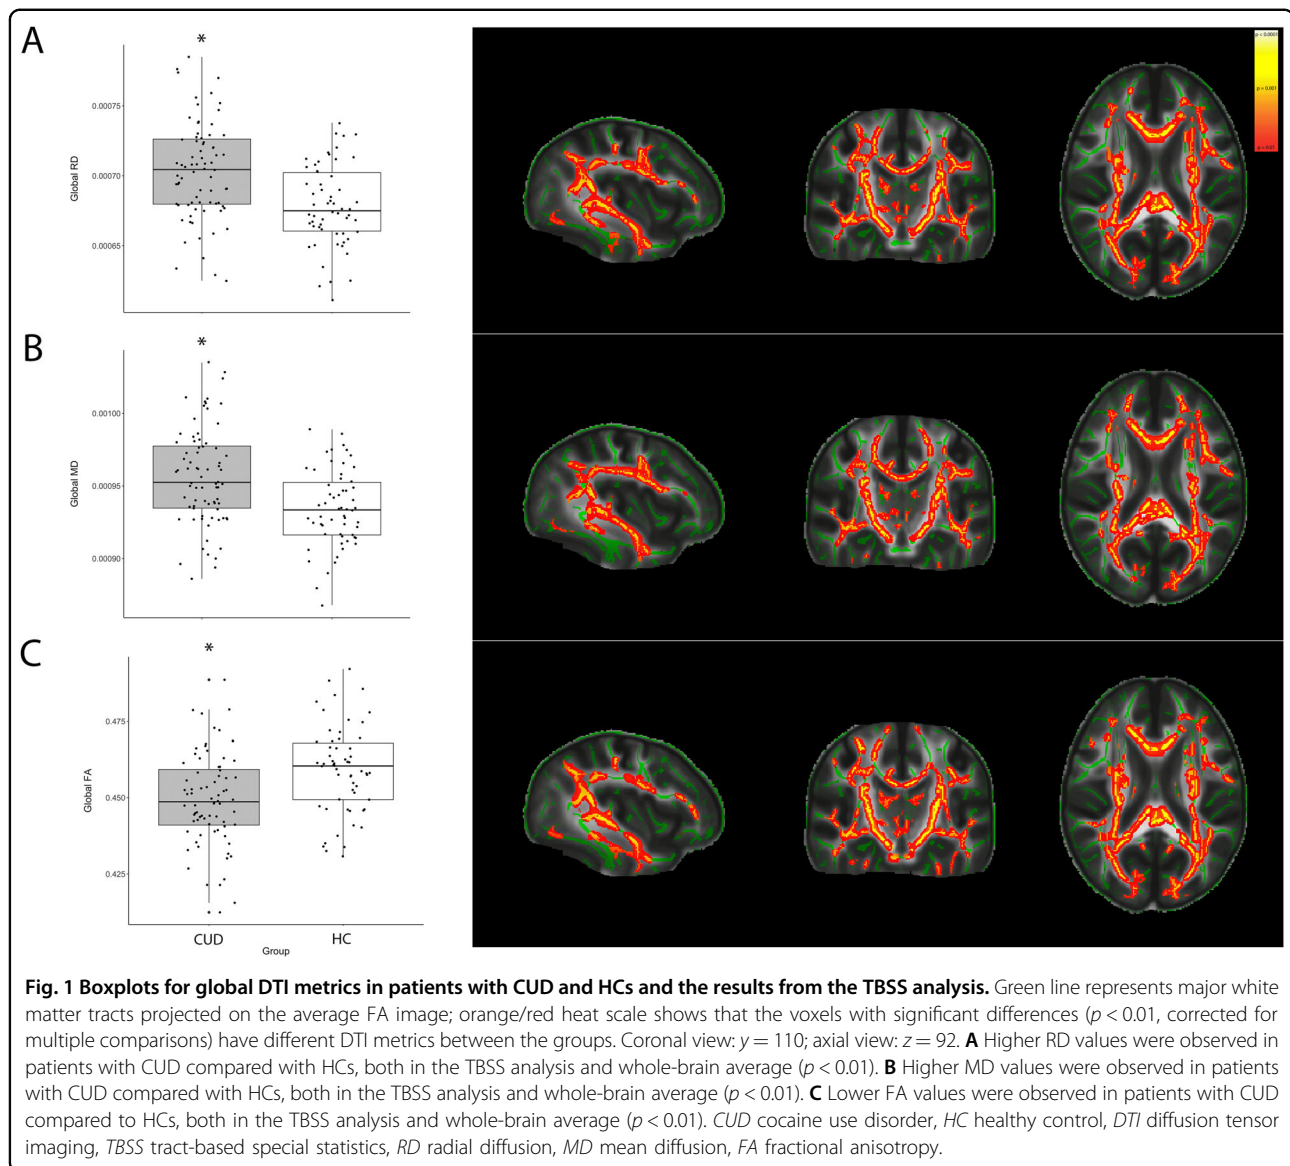 A
*
0.00075
0.00070
0.00065
Global RD
p < 0.0001
p = 0.001
p = 0.01
B
*
0.00100
0.00095
0.00090
Global MD
C
*
0.475
0.450
0.425
Global FA
CUD HC
Group
Fig. 1 Boxplots for global DTI metrics in patients with CUD and HCs and the results from the TBSS analysis. Green line represents major white
matter tracts projected on the average FA image; orange/red heat scale shows that the voxels with significant differences (p < 0.01, corrected for
multiple comparisons) have different DTI metrics between the groups. Coronal view: y = 110; axial view: z = 92. A Higher RD values were observed in
patients with CUD compared with HCs, both in the TBSS analysis and whole-brain average (p < 0.01). B Higher MD values were observed in patients
with CUD compared with HCs, both in the TBSS analysis and whole-brain average (p < 0.01). C Lower FA values were observed in patients with CUD
compared to HCs, both in the TBSS analysis and whole-brain average (p < 0.01). CUD cocaine use disorder, HC healthy control, DTI diffusion tensor
imaging, TBSS tract-based special statistics, RD radial diffusion, MD mean diffusion, FA fractional anisotropy.